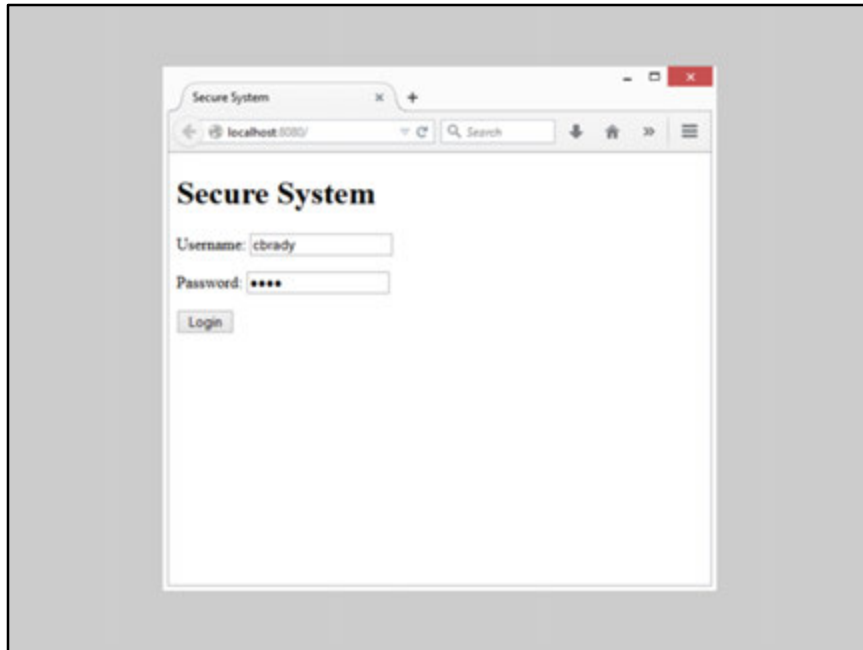 Secure System
localhost:8080/
Search
Secure System
Username: cbrady
Password: ••••
Login